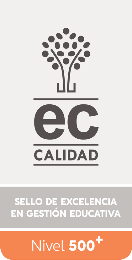 ec
CALIDAD
SELLO DE EXCELENCIA
EN GESTIÓN EDUCATIVA
Nivel 500+